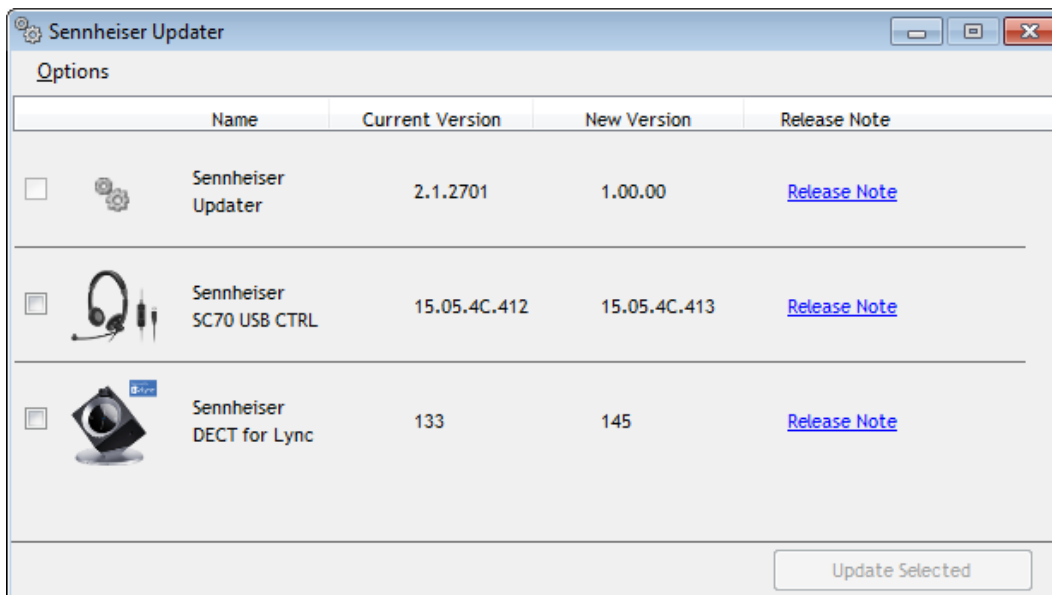 Sennheiser Updater
Options
Name Current Version New Version Release Note
Sennheiser
Updater 2.1.2701 1.00.00 Release Note
Sennheiser
SC70 USB CTRL 15.05.4C.412 15.05.4C.413 Release Note
Sennheiser
DECT for Lync 133 145 Release Note
Update Selected